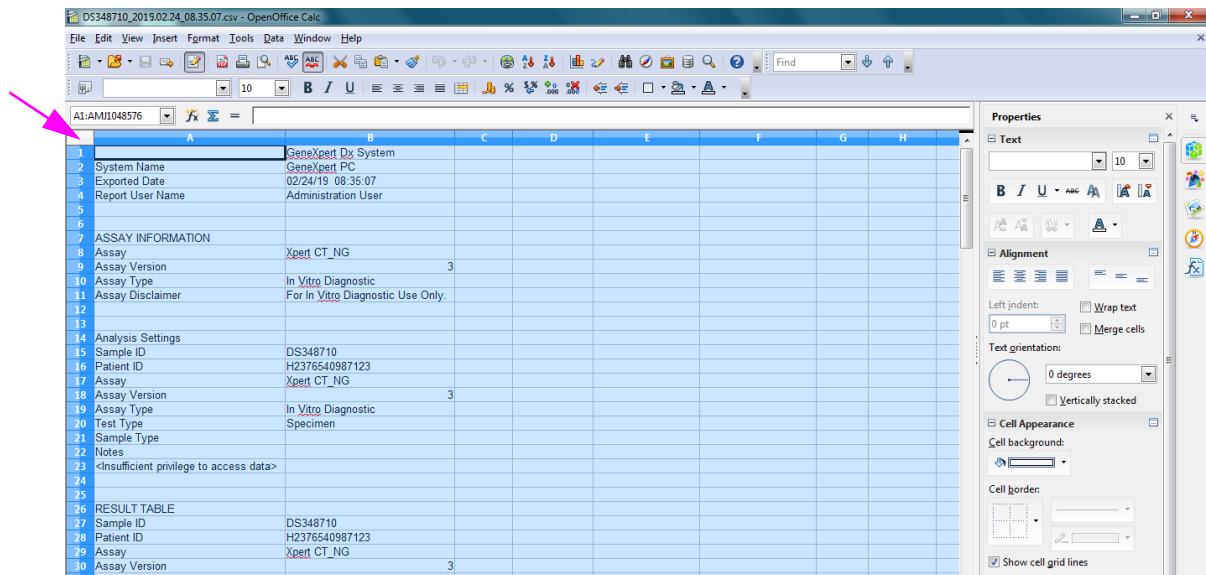 DS348710_2019.02.24_08.35.07.csv - OpenOffice Calc
File Edit View Insert Format Tools Data Window Help
Find
10
A1:AMJ1048576
A B C D E F G H
1 GeneXpert Dx System
2 System Name GeneXpert PC
3 Exported Date 02/24/19 08:35:07
4 Report User Name Administration User
5
6
7 ASSAY INFORMATION
8 Assay Xpert CT_NG
9 Assay Version 3
10 Assay Type In Vitro Diagnostic
11 Assay Disclaimer For In Vitro Diagnostic Use Only.
12
13
14 Analysis Settings
15 Sample ID DS348710
16 Patient ID H2376540987123
17 Assay Xpert CT_NG
18 Assay Version 3
19 Assay Type In Vitro Diagnostic
20 Test Type Specimen
21 Sample Type
22 Notes
23 <Insufficient privilege to access data>
24
25
26 RESULT TABLE
27 Sample ID DS348710
28 Patient ID H2376540987123
29 Assay Xpert CT_NG
30 Assay Version 3
Properties
Text
10
Alignment
Left indent:
Wrap text
0 pt
Merge cells
Text orientation:
0 degrees
Vertically stacked
Cell Appearance
Cell background:
Cell border:
Show cell grid lines